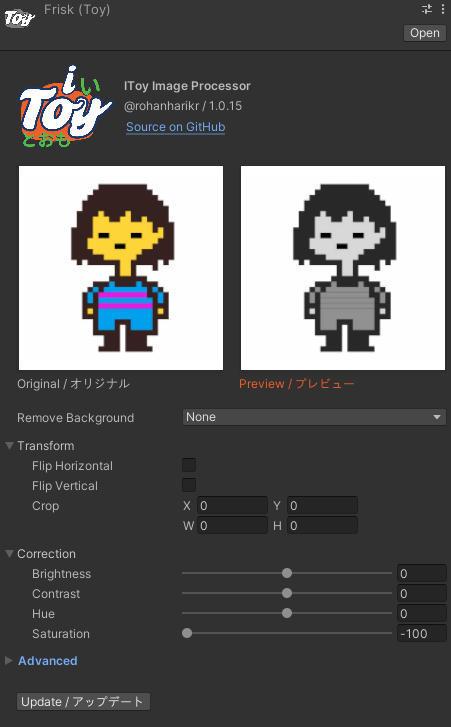 Toy
Frisk (Toy)
Open
i い
Toy
とおも
IToy Image Processor
@rohanharikr / 1.0.15
Source on GitHub
Original / オリジナル
Preview / プレビュー
Remove Background None
Transform
Flip Horizontal
Flip Vertical
Crop X 0 Y 0
W 0 H 0
Correction
Brightness 0
Contrast 0
Hue 0
Saturation -100
Advanced
Update / アップデート